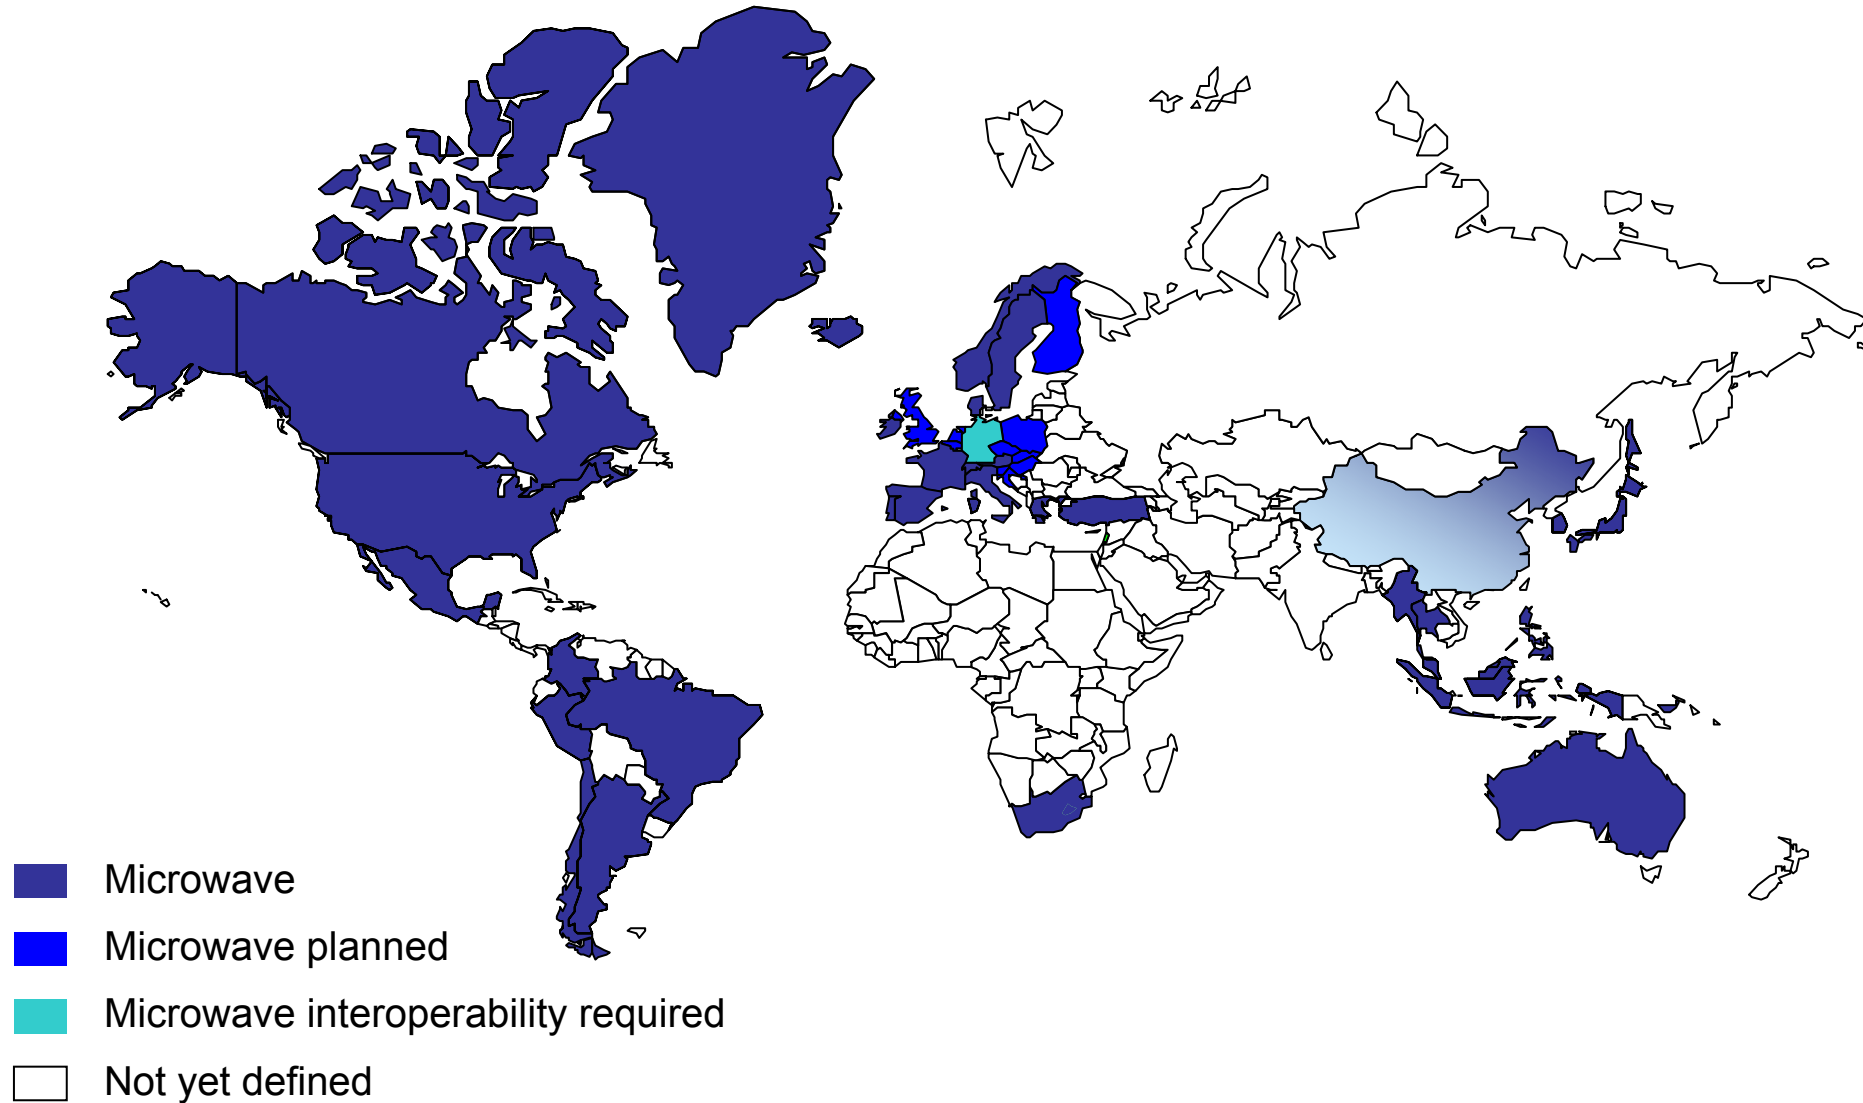 Microwave
Microwave planned
Microwave interoperability required
Not yet defined